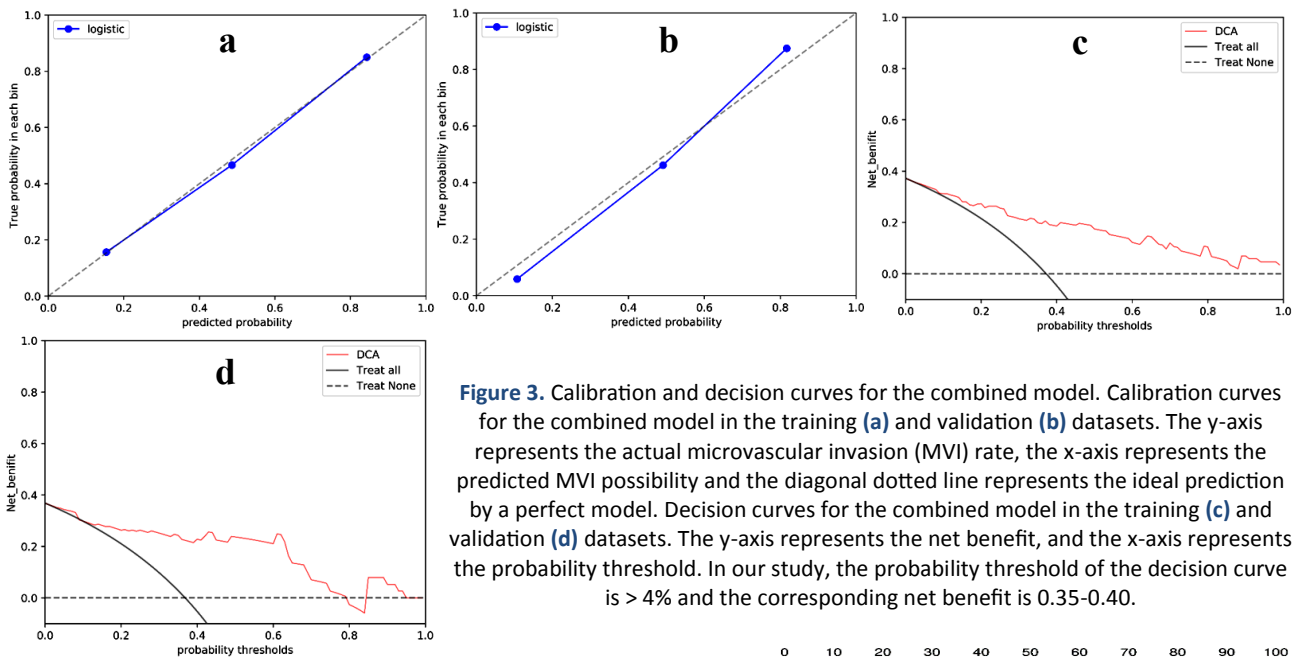 a
logistic
True probability in each bin
1.0
0.8
0.6
0.4
0.2
0.0
0.0 0.2 0.4 0.6 0.8 1.0
predicted probability
b
logistic
True probability in each bin
1.0
0.8
0.6
0.4
0.2
0.0
0.0 0.2 0.4 0.6 0.8 1.0
predicted probability
c
DCA
Treat all
Treat None
Net_benifit
1.0
0.8
0.6
0.4
0.2
0.0
0.0 0.2 0.4 0.6 0.8 1.0
probability thresholds
d
DCA
Treat all
Treat None
Net_benifit
1.0
0.8
0.6
0.4
0.2
0.0
0.0 0.2 0.4 0.6 0.8 1.0
probability thresholds
Figure 3. Calibration and decision curves for the combined model. Calibration curves
for the combined model in the training (a) and validation (b) datasets. The y-axis
represents the actual microvascular invasion (MVI) rate, the x-axis represents the
predicted MVI possibility and the diagonal dotted line represents the ideal prediction
by a perfect model. Decision curves for the combined model in the training (c) and
validation (d) datasets. The y-axis represents the net benefit, and the x-axis represents
the probability threshold. In our study, the probability threshold of the decision curve
is > 4% and the corresponding net benefit is 0.35-0.40.
0 10 20 30 40 50 60 70 80 90 100